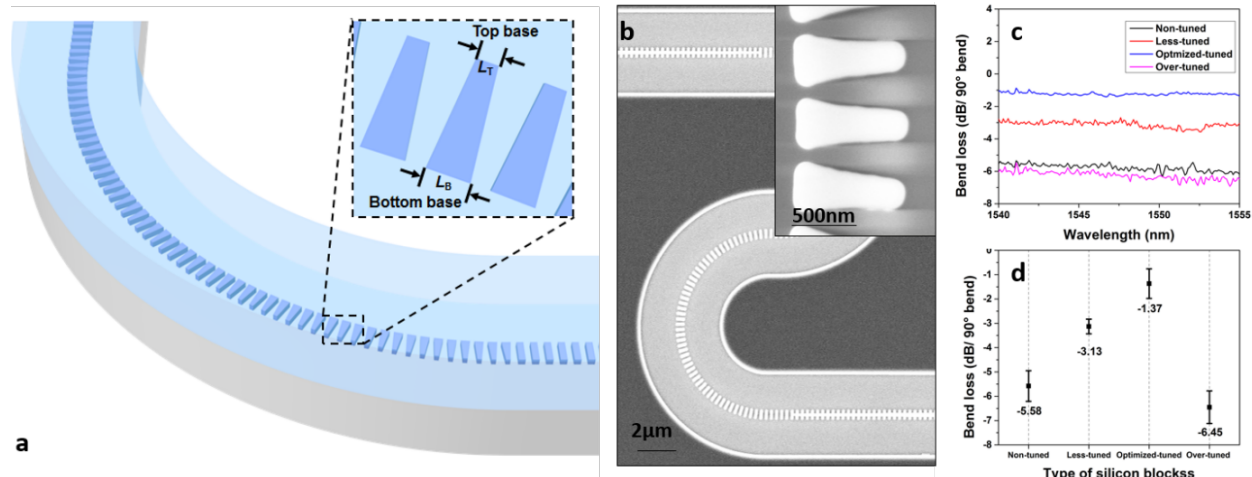 a
Top base
LT
LB
Bottom base
b
500nm
2μm
c
Non-tuned
Less-tuned
Optmized-tuned
Over-tuned
4
2
0
-2
-4
-6
-8
Bend loss (dB/ 90° bend)
1540
1545
1550
1555
Wavelength (nm)
d
0
-1
-2
-3
-4
-5
-6
-7
-8
Bend loss (dB/ 90° bend)
-5.58
-3.13
-1.37
-6.45
Non-tuned
Less-tuned
Optimized-tuned
Over-tuned
Type of silicon blockss